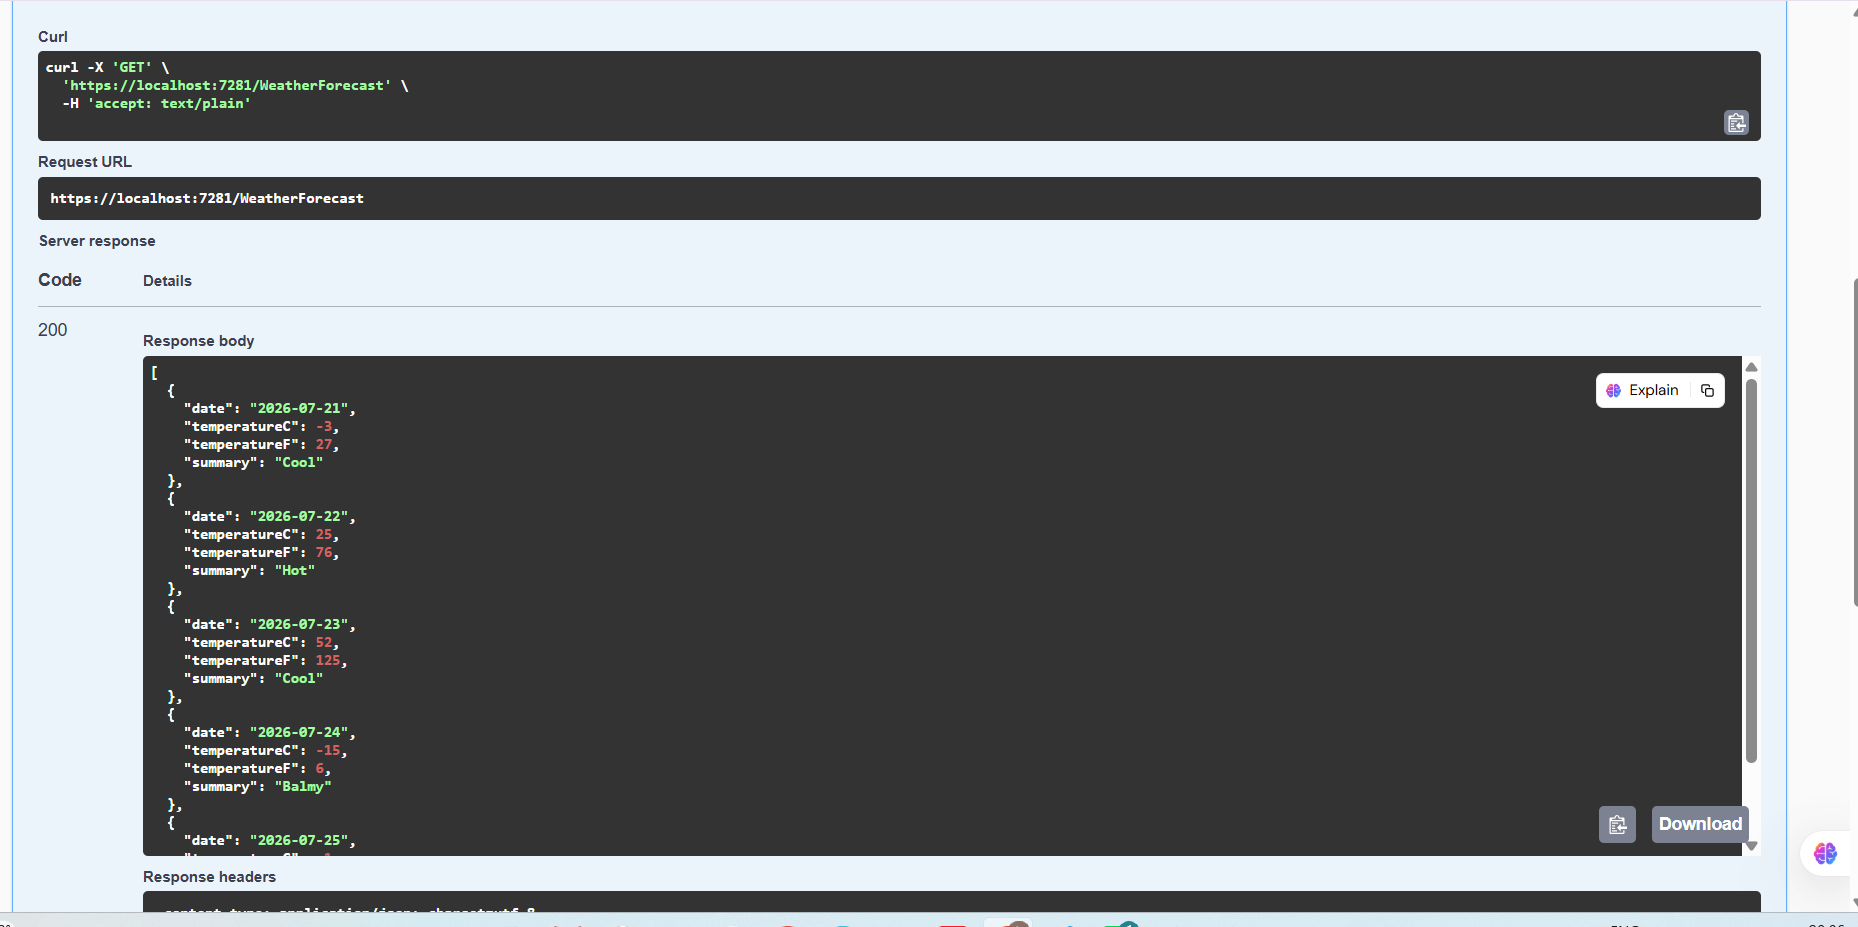 Curl
curl -X 'GET' \
  'https://localhost:7281/WeatherForecast' \
  -H 'accept: text/plain'
Request URL
https://localhost:7281/WeatherForecast
Server response
Code Details
200
Response body
[
  {
    "date": "2026-07-21",
    "temperatureC": -3,
    "temperatureF": 27,
    "summary": "Cool"
  },
  {
    "date": "2026-07-22",
    "temperatureC": 25,
    "temperatureF": 76,
    "summary": "Hot"
  },
  {
    "date": "2026-07-23",
    "temperatureC": 52,
    "temperatureF": 125,
    "summary": "Cool"
  },
  {
    "date": "2026-07-24",
    "temperatureC": -15,
    "temperatureF": 6,
    "summary": "Balmy"
  },
  {
    "date": "2026-07-25",
Explain
Download
Response headers